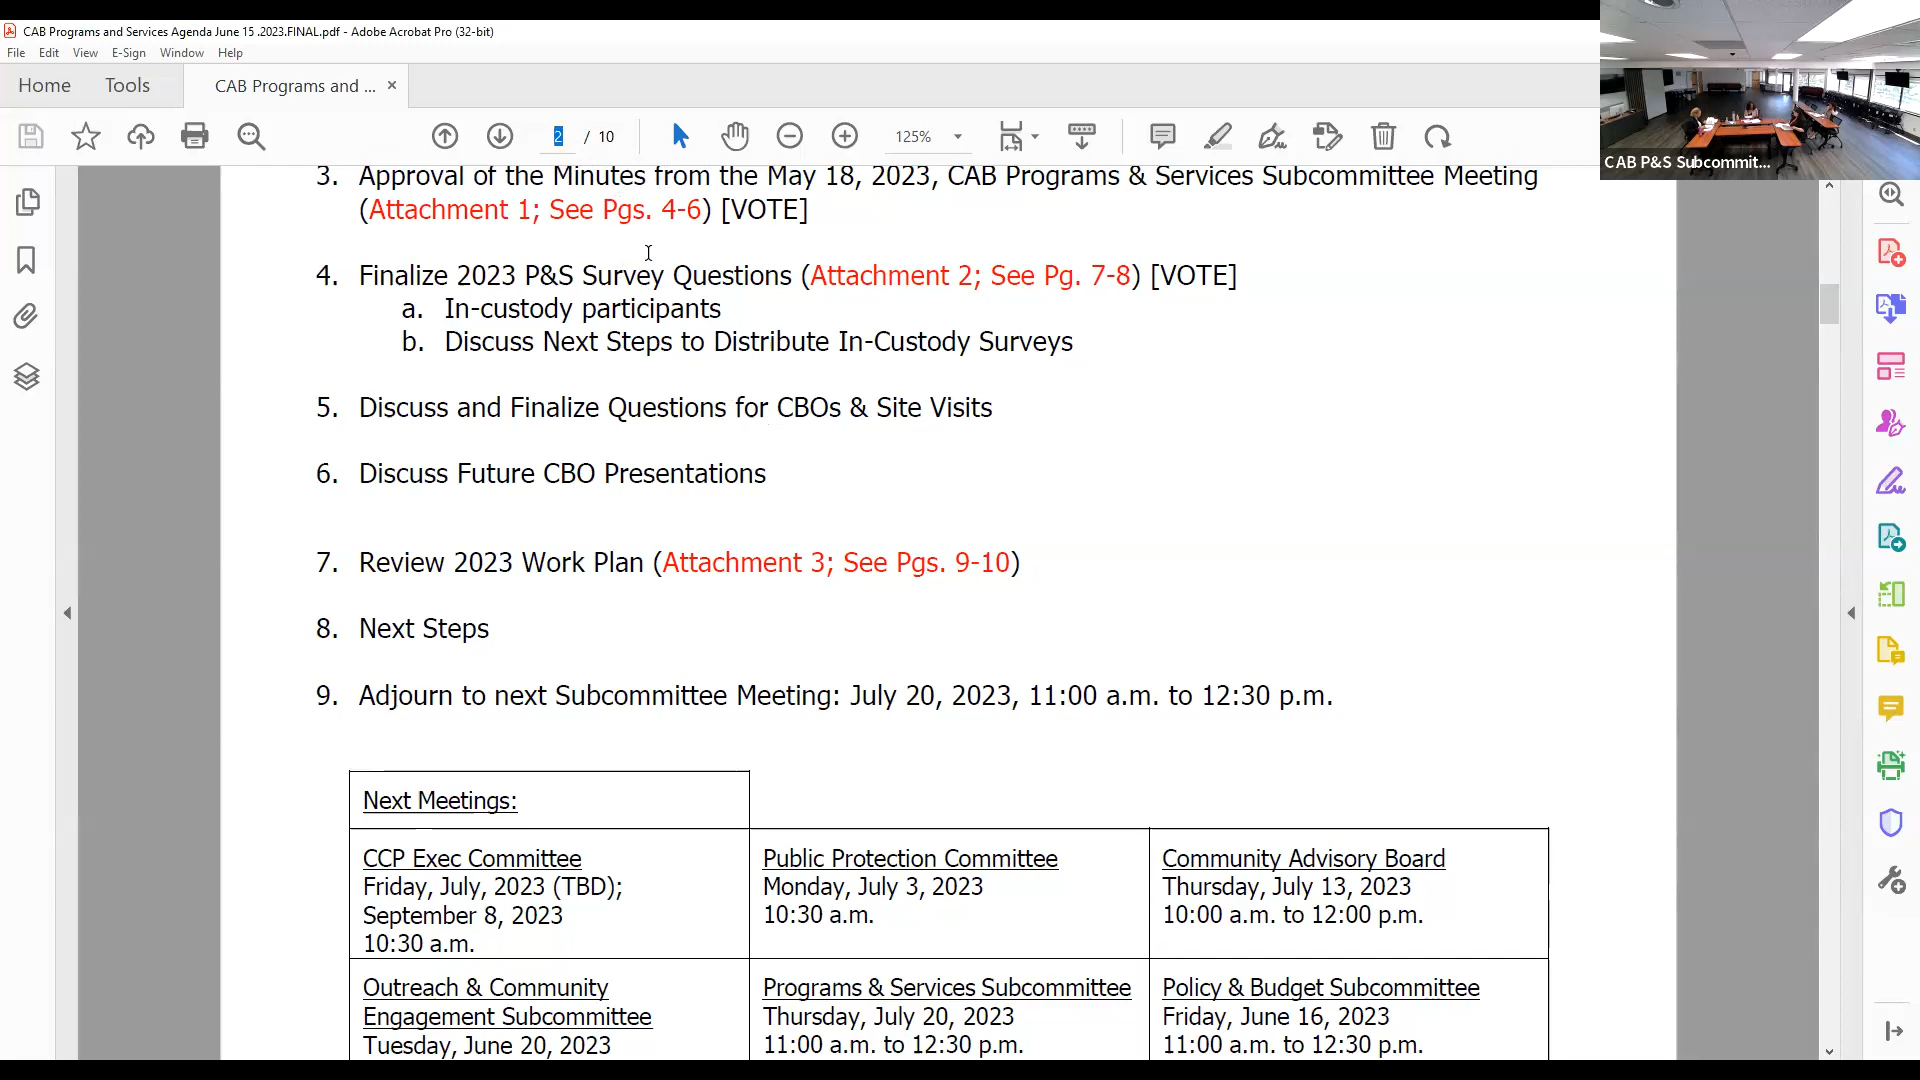 CAB Programs and Services Agenda June 15 .2023.FINAL.pdf - Adobe Acrobat Pro (32-bit)
File Edit View E-Sign Window Help
Home Tools CAB Programs and ... ×
2 / 10 125%
CAB P&S Subcommit...
3. Approval of the Minutes from the May 18, 2023, CAB Programs & Services Subcommittee Meeting
(Attachment 1; See Pgs. 4-6) [VOTE]
4. Finalize 2023 P&S Survey Questions (Attachment 2; See Pg. 7-8) [VOTE]
a. In-custody participants
b. Discuss Next Steps to Distribute In-Custody Surveys
5. Discuss and Finalize Questions for CBOs & Site Visits
6. Discuss Future CBO Presentations
7. Review 2023 Work Plan (Attachment 3; See Pgs. 9-10)
8. Next Steps
9. Adjourn to next Subcommittee Meeting: July 20, 2023, 11:00 a.m. to 12:30 p.m.
Next Meetings:
CCP Exec Committee
Friday, July, 2023 (TBD);
September 8, 2023
10:30 a.m.
Public Protection Committee
Monday, July 3, 2023
10:30 a.m.
Community Advisory Board
Thursday, July 13, 2023
10:00 a.m. to 12:00 p.m.
Outreach & Community
Engagement Subcommittee
Tuesday, June 20, 2023
Programs & Services Subcommittee
Thursday, July 20, 2023
11:00 a.m. to 12:30 p.m.
Policy & Budget Subcommittee
Friday, June 16, 2023
11:00 a.m. to 12:30 p.m.